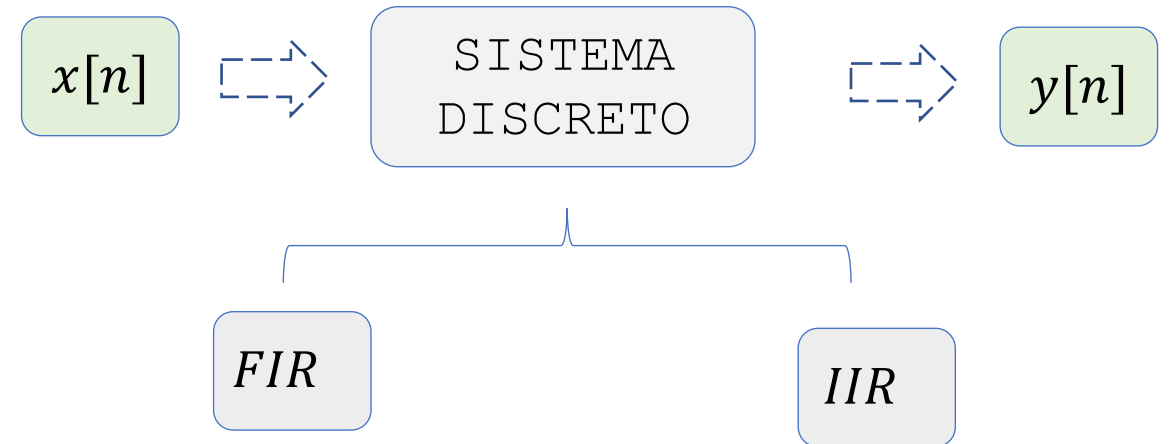 x[n]
SISTEMA
DISCRETO
y[n]
FIR
IIR